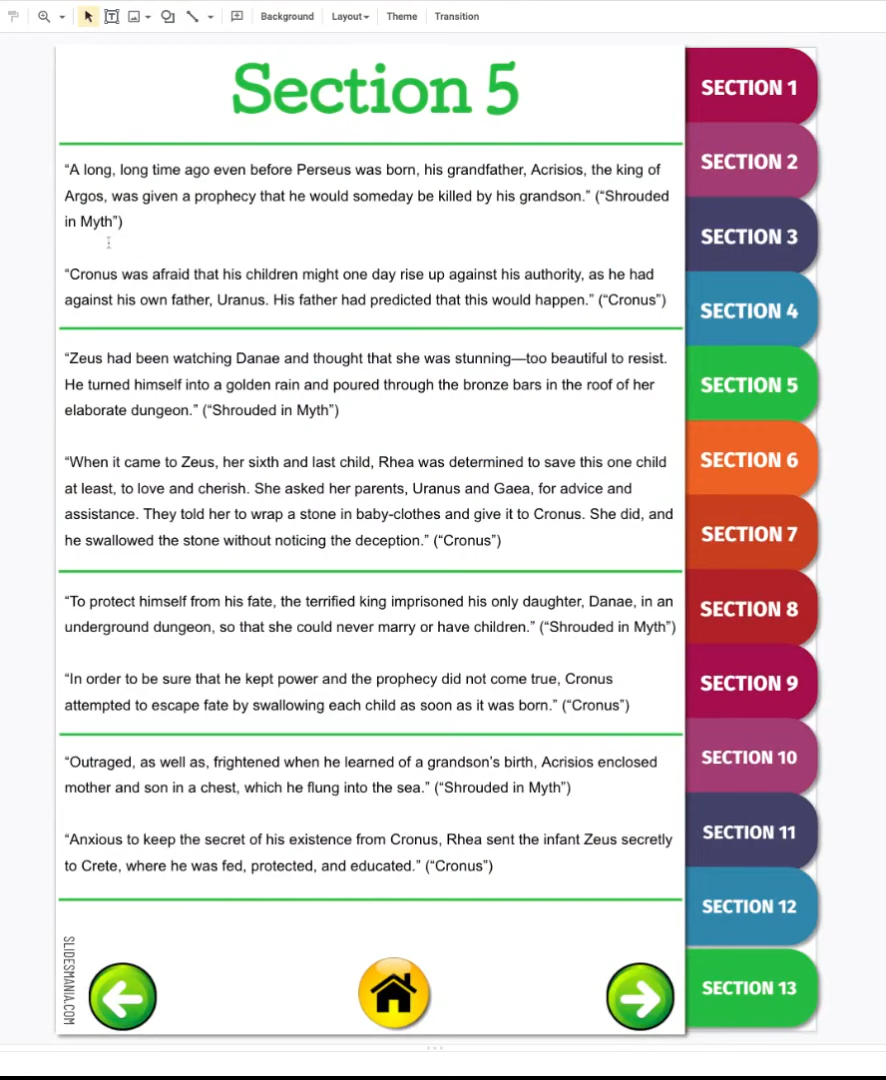 Background Layout Theme Transition
Section 5
“A long, long time ago even before Perseus was born, his grandfather, Acrisios, the king of
Argos, was given a prophecy that he would someday be killed by his grandson.” (“Shrouded
in Myth”)
“Cronus was afraid that his children might one day rise up against his authority, as he had
against his own father, Uranus. His father had predicted that this would happen.” (“Cronus”)
“Zeus had been watching Danae and thought that she was stunning—too beautiful to resist.
He turned himself into a golden rain and poured through the bronze bars in the roof of her
elaborate dungeon.” (“Shrouded in Myth”)
“When it came to Zeus, her sixth and last child, Rhea was determined to save this one child
at least, to love and cherish. She asked her parents, Uranus and Gaea, for advice and
assistance. They told her to wrap a stone in baby-clothes and give it to Cronus. She did, and
he swallowed the stone without noticing the deception.” (“Cronus”)
“To protect himself from his fate, the terrified king imprisoned his only daughter, Danae, in an
underground dungeon, so that she could never marry or have children.” (“Shrouded in Myth”)
“In order to be sure that he kept power and the prophecy did not come true, Cronus
attempted to escape fate by swallowing each child as soon as it was born.” (“Cronus”)
“Outraged, as well as, frightened when he learned of a grandson’s birth, Acrisios enclosed
mother and son in a chest, which he flung into the sea.” (“Shrouded in Myth”)
“Anxious to keep the secret of his existence from Cronus, Rhea sent the infant Zeus secretly
to Crete, where he was fed, protected, and educated.” (“Cronus”)
SLIDESMANIA.COM
SECTION 1
SECTION 2
SECTION 3
SECTION 4
SECTION 5
SECTION 6
SECTION 7
SECTION 8
SECTION 9
SECTION 10
SECTION 11
SECTION 12
SECTION 13